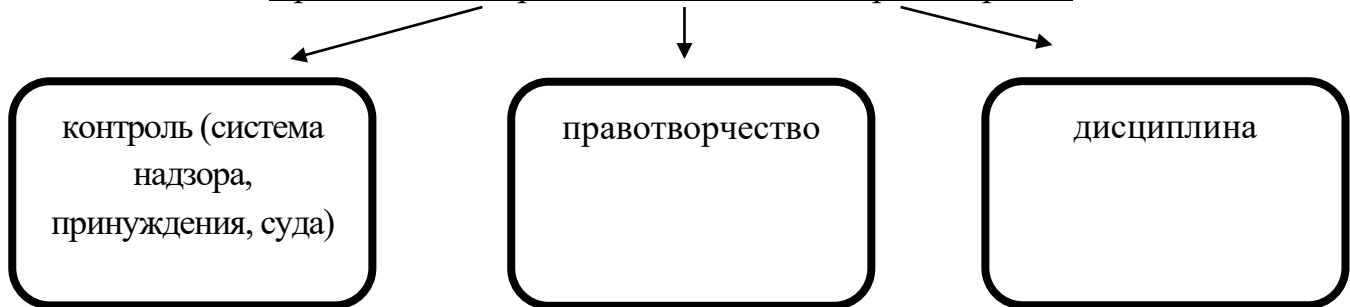 контроль (система
надзора,
принуждения, суда)
правотворчество
дисциплина